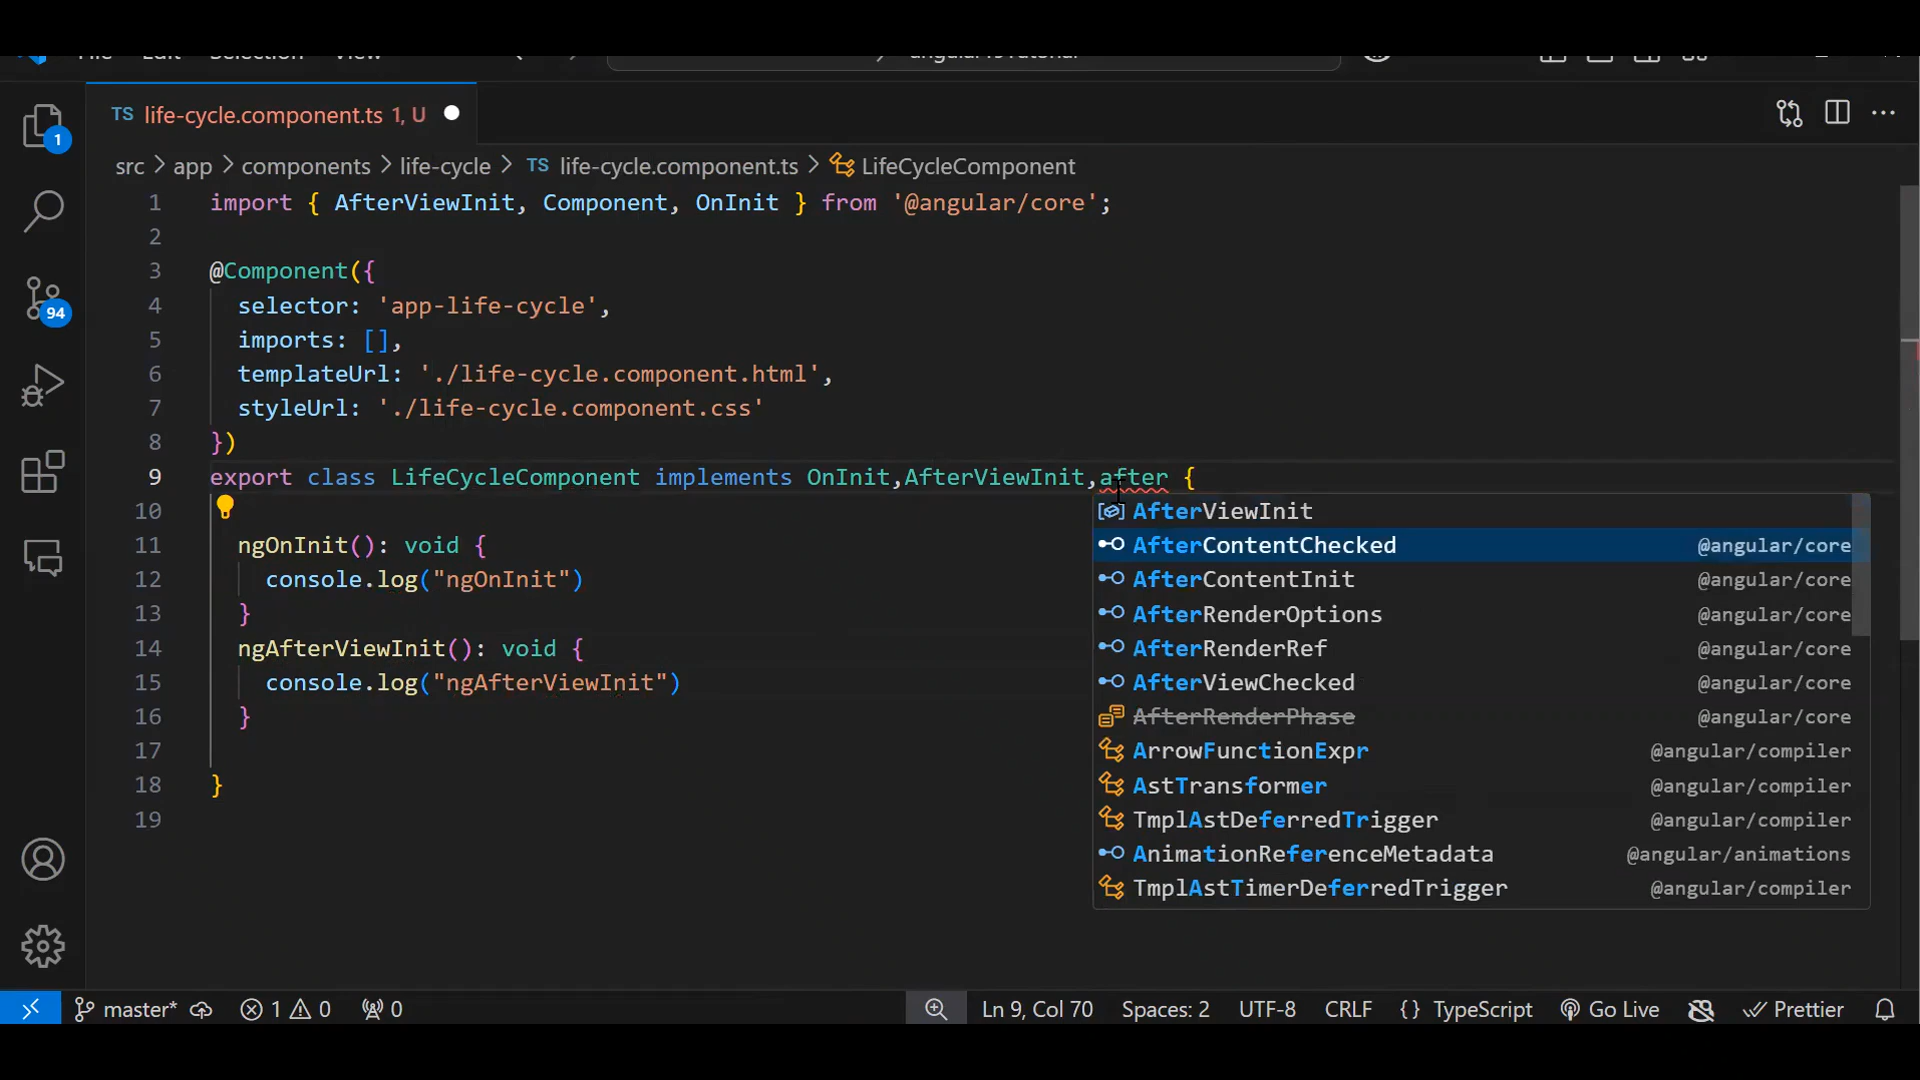 File Edit Selection View angular19Tutorial
TS life-cycle.component.ts 1, U
src > app > components > life-cycle > TS life-cycle.component.ts > LifeCycleComponent
1 import { AfterViewInit, Component, OnInit } from '@angular/core';
2
3 @Component({
4 selector: 'app-life-cycle',
5 imports: [],
6 templateUrl: './life-cycle.component.html',
7 styleUrl: './life-cycle.component.css'
8 })
9 export class LifeCycleComponent implements OnInit,AfterViewInit,after {
10
11 ngOnInit(): void {
12 console.log("ngOnInit")
13 }
14 ngAfterViewInit(): void {
15 console.log("ngAfterViewInit")
16 }
17
18 }
19
AfterViewInit
AfterContentChecked @angular/core
AfterContentInit @angular/core
AfterRenderOptions @angular/core
AfterRenderRef @angular/core
AfterViewChecked @angular/core
AfterRenderPhase @angular/core
ArrowFunctionExpr @angular/compiler
AstTransformer @angular/compiler
TmplAstDeferredTrigger @angular/compiler
AnimationReferenceMetadata @angular/animations
TmplAstTimerDeferredTrigger @angular/compiler
1
94
master* 1 0 0 Ln 9, Col 70 Spaces: 2 UTF-8 CRLF {} TypeScript Go Live Prettier